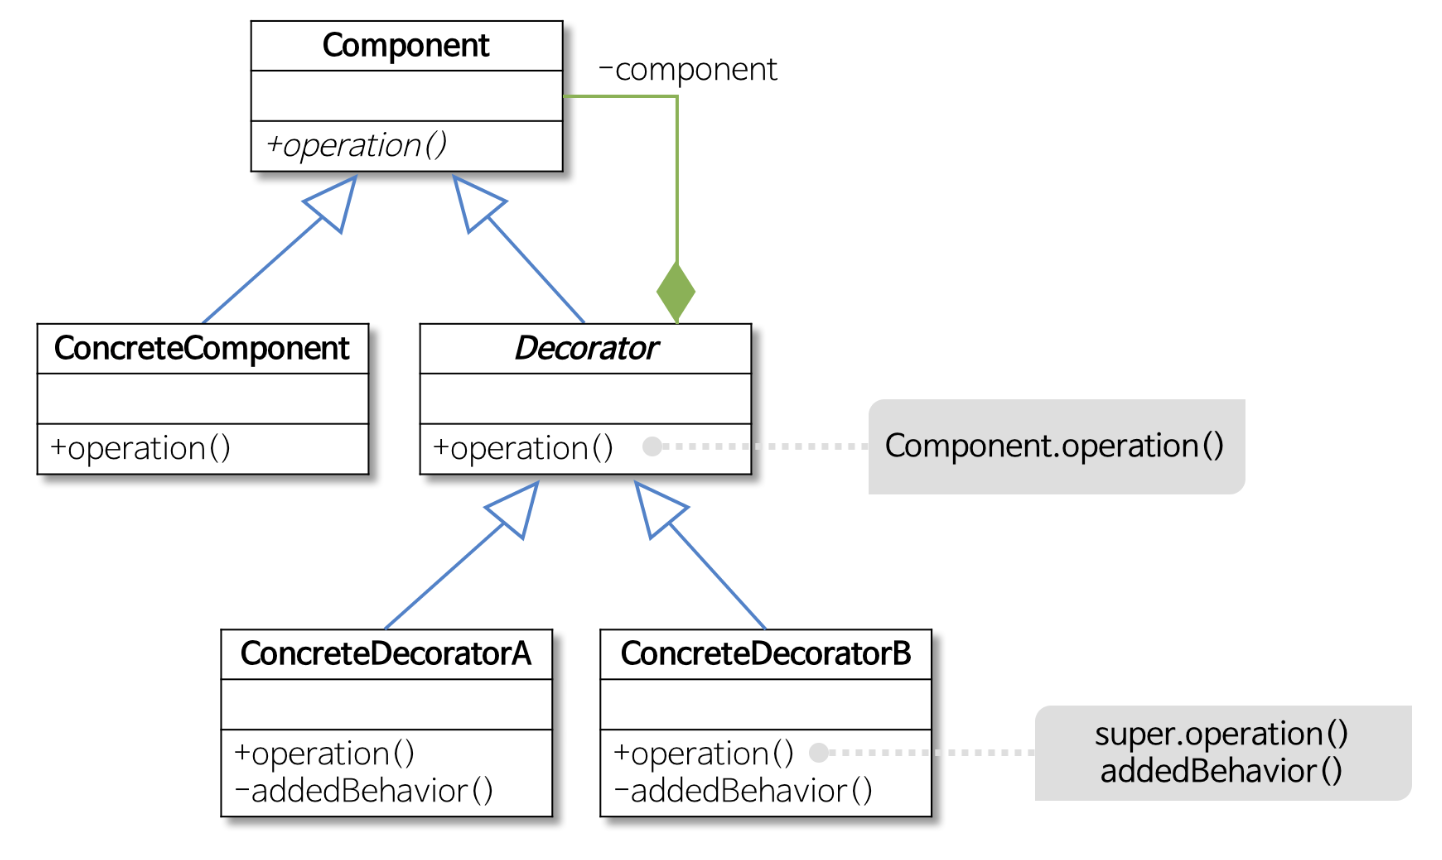 Component
-component
+operation()
ConcreteComponent
+operation()
Decorator
+operation()
Component.operation()
ConcreteDecoratorA
+operation()
-addedBehavior()
ConcreteDecoratorB
+operation()
-addedBehavior()
super.operation()
addedBehavior()